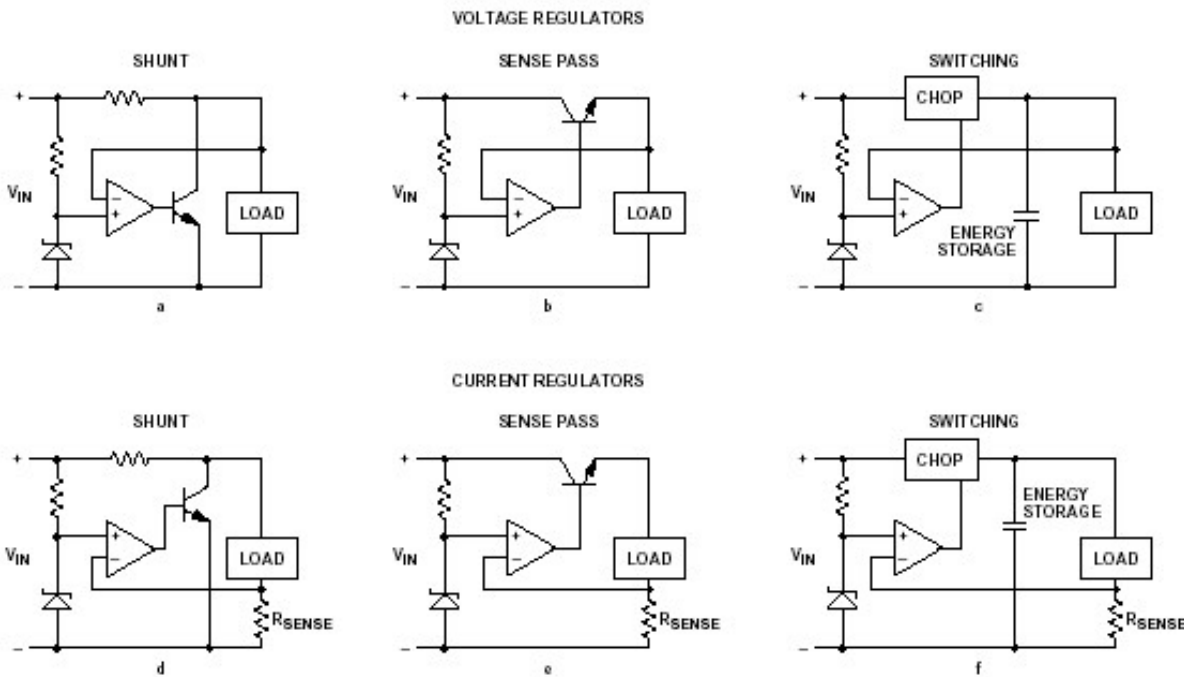 VOLTAGE REGULATORS
SHUNT
SENSE PASS
SWITCHING
+
+
+
CHOP
VIN
−
+
LOAD
VIN
−
+
LOAD
VIN
−
+
ENERGY
STORAGE
LOAD
−
−
−
a
b
c
CURRENT REGULATORS
SHUNT
SENSE PASS
SWITCHING
+
+
+
CHOP
VIN
+
−
LOAD
RSENSE
VIN
+
−
LOAD
RSENSE
VIN
+
−
ENERGY
STORAGE
LOAD
RSENSE
−
−
−
d
e
f